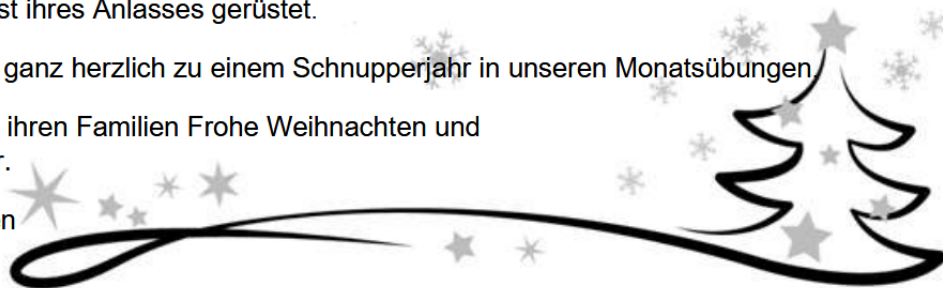 st ihres Anlasses gerüstet.
ganz herzlich zu einem Schnupperjahr in unseren Monatsübungen.
ihren Familien Frohe Weihnachten und
r.
n